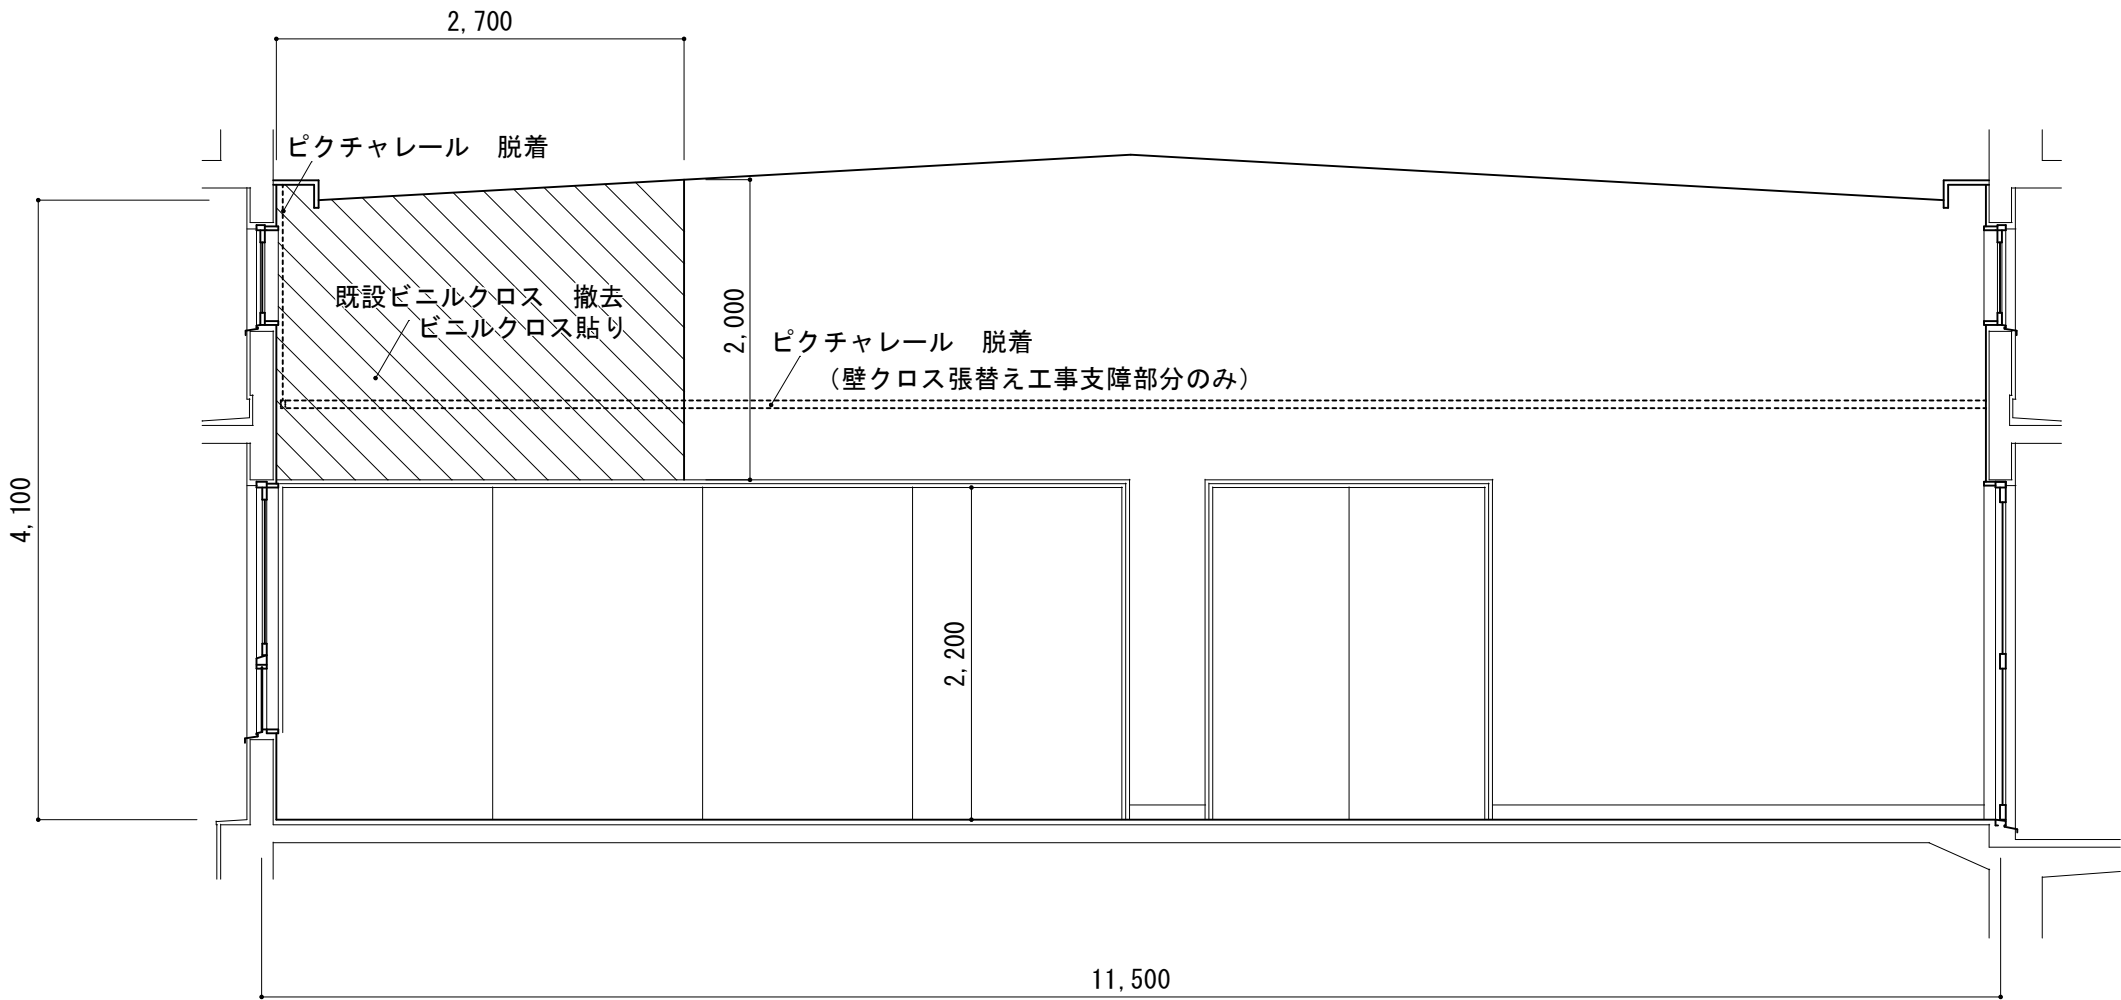 2,700
ピクチャレール　脱着
既設ビニルクロス　撤去
ビニルクロス貼り
2,000
ピクチャレール　脱着
（壁クロス張替え工事支障部分のみ）
4,100
2,200
11,500